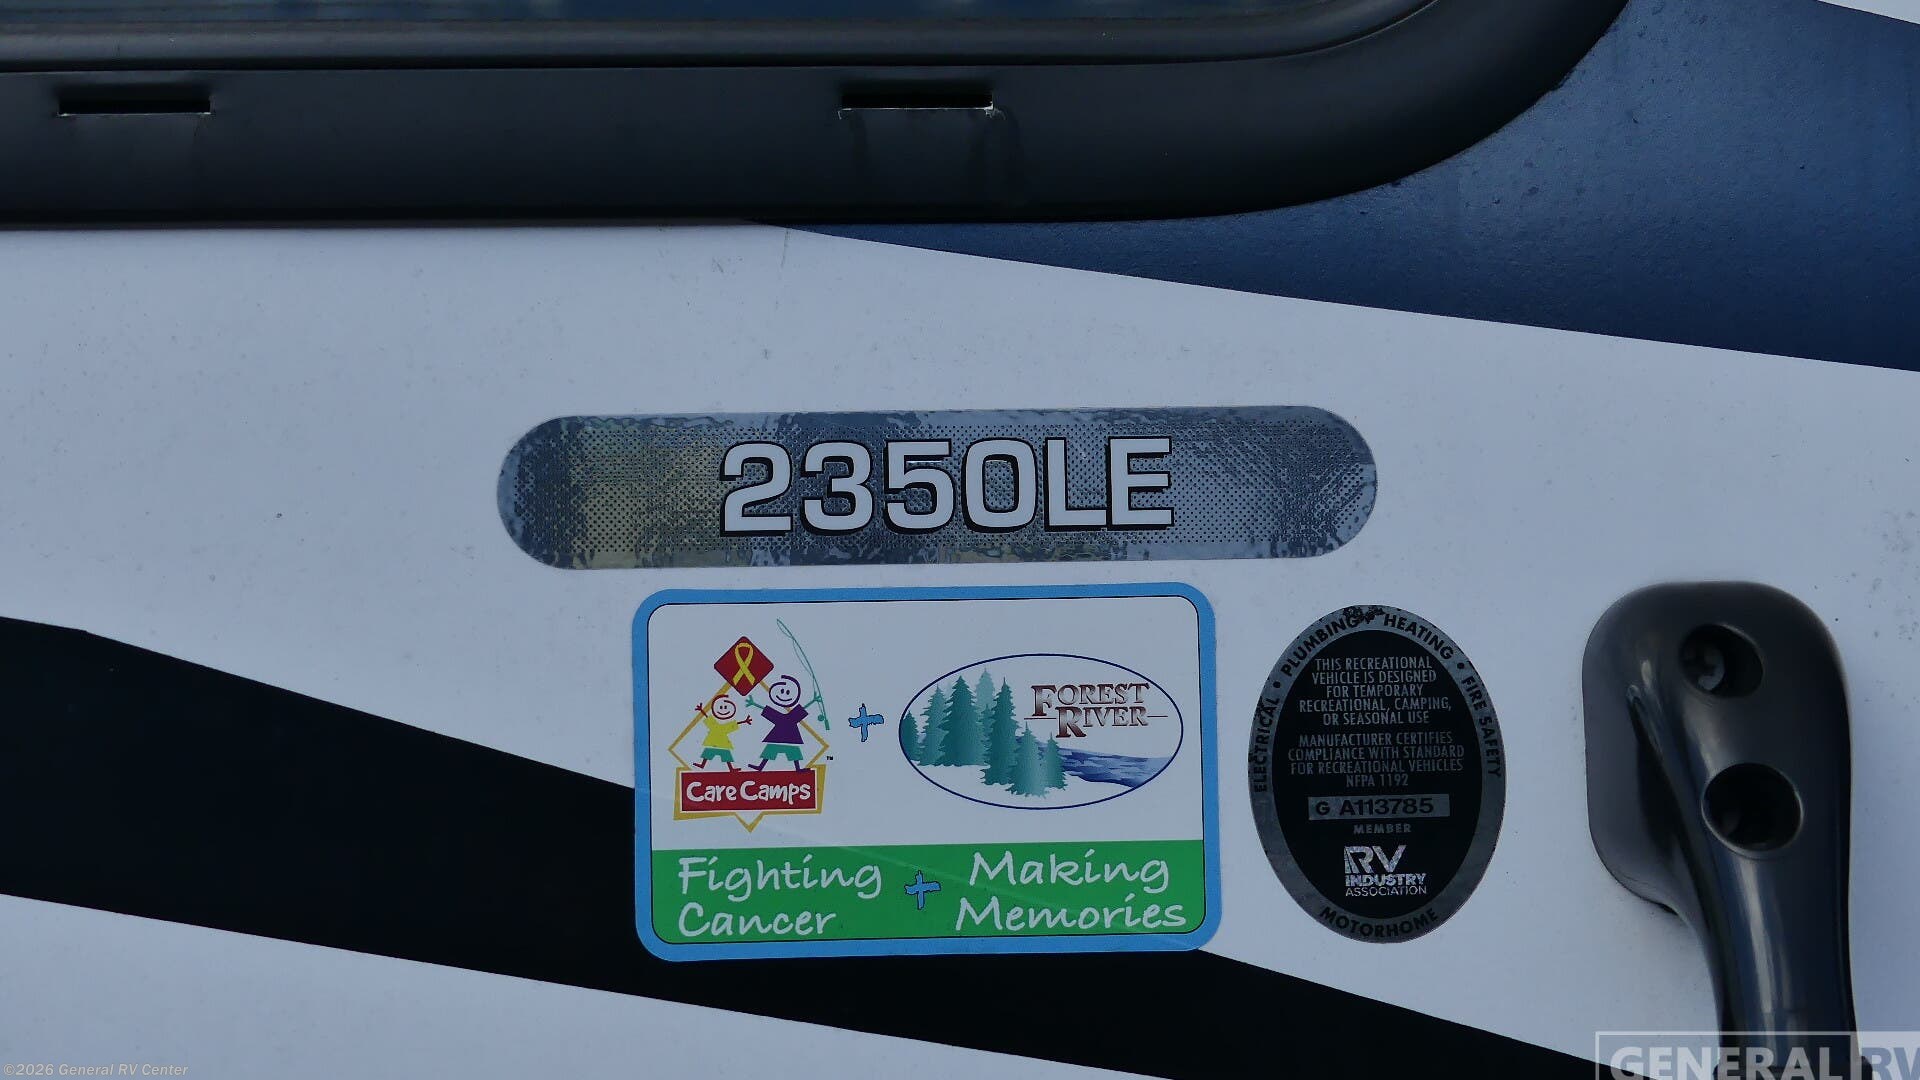 2350LE
Care Camps
™
+
FOREST
RIVER
Fighting
Cancer
+
Making
Memories
ELECTRICAL • PLUMBING • HEATING • FIRE SAFETY
THIS RECREATIONAL
VEHICLE IS DESIGNED
FOR TEMPORARY
RECREATIONAL, CAMPING,
OR SEASONAL USE
MANUFACTURER CERTIFIES
COMPLIANCE WITH STANDARD
FOR RECREATIONAL VEHICLES
NFPA 1192
G A113785
MEMBER
RV
INDUSTRY
ASSOCIATION
MOTORHOME
©2026 General RV Center
GENERAL RV